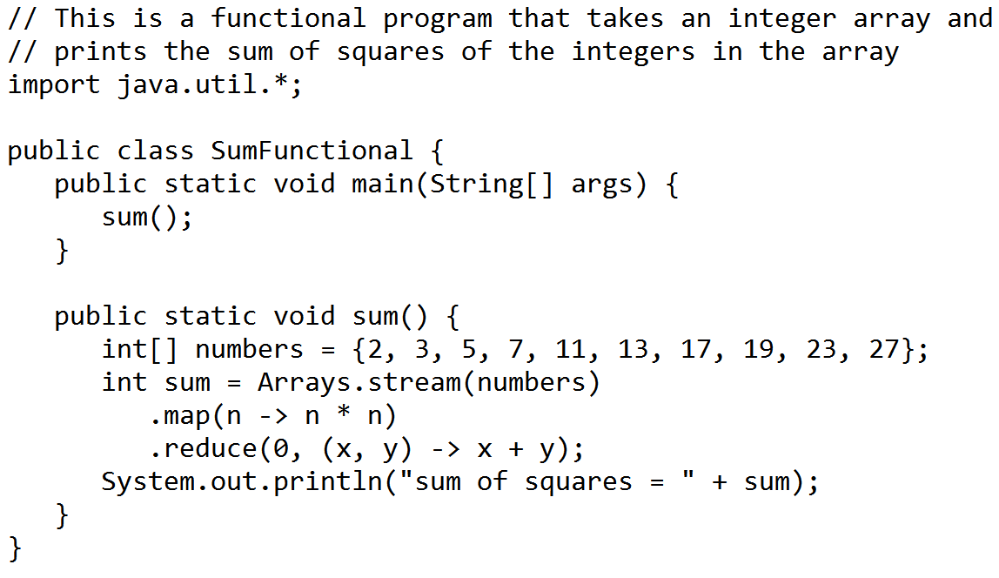 // This is a functional program that takes an integer array and
// prints the sum of squares of the integers in the array
import java.util.*;

public class SumFunctional {
   public static void main(String[] args) {
      sum();
   }

   public static void sum() {
      int[] numbers = {2, 3, 5, 7, 11, 13, 17, 19, 23, 27};
      int sum = Arrays.stream(numbers)
         .map(n -> n * n)
         .reduce(0, (x, y) -> x + y);
      System.out.println("sum of squares = " + sum);
   }
}